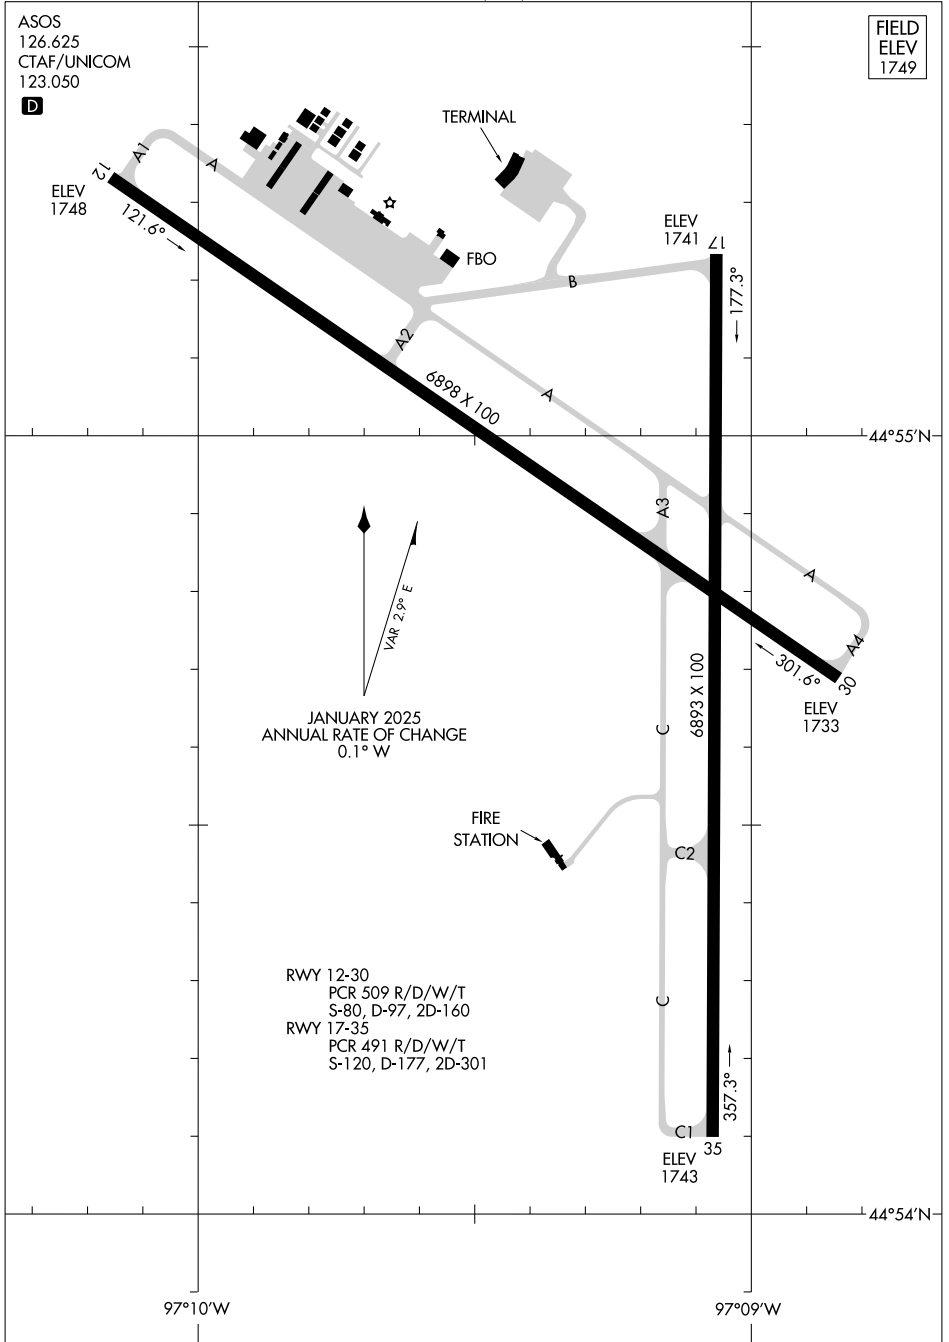 ASOS
126.625
CTAF/UNICOM
123.050
D
FIELD
ELEV
1749
TERMINAL
A1
A
12
ELEV
1748
121.6°
FBO
ELEV
1741
17
177.3°
B
A2
6898 X 100
A
44°55'N
A3
A
VAR 2.9° E
A4
301.6°
30
ELEV
1733
6893 X 100
JANUARY 2025
ANNUAL RATE OF CHANGE
0.1° W
C
FIRE
STATION
C2
RWY 12-30
PCR 509 R/D/W/T
S-80, D-97, 2D-160
RWY 17-35
PCR 491 R/D/W/T
S-120, D-177, 2D-301
C
357.3°
C1
35
ELEV
1743
44°54'N
97°10'W
97°09'W